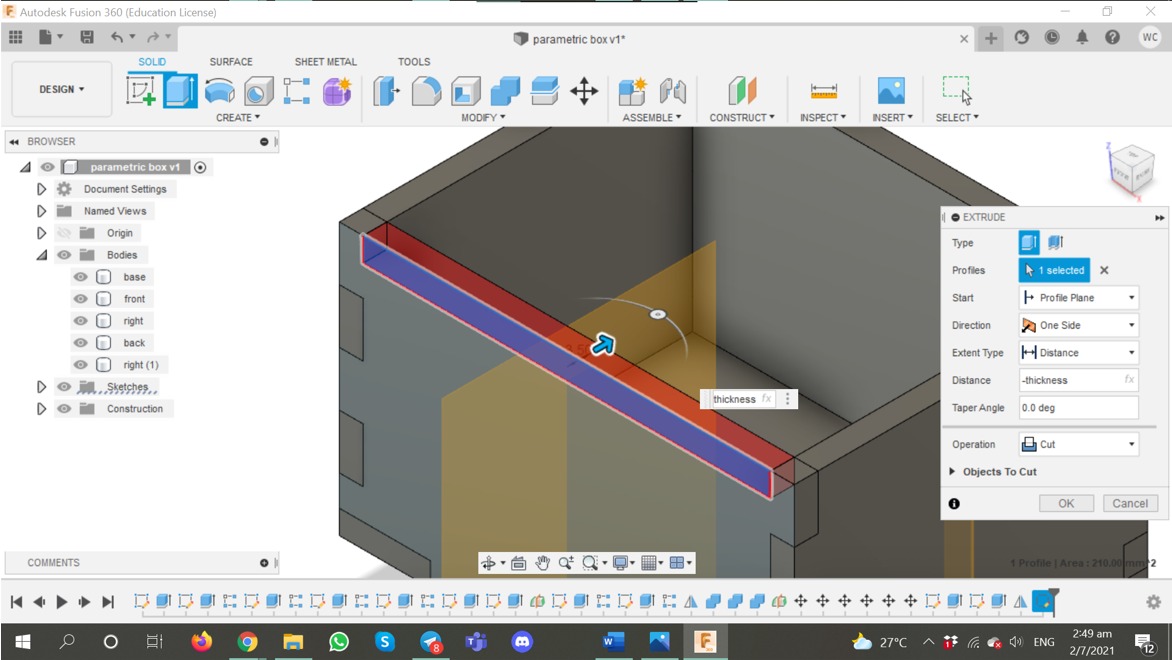 Autodesk Fusion 360 (Education License)
parametric box v1*
WC
SOLID
SURFACE
SHEET METAL
TOOLS
DESIGN
CREATE
MODIFY
ASSEMBLE
CONSTRUCT
INSPECT
INSERT
SELECT
BROWSER
parametric box v1
Document Settings
Named Views
Origin
Bodies
base
front
right
back
right (1)
Sketches
Construction
Z
X
thickness fx
EXTRUDE
Type
Profiles 1 selected
Start Profile Plane
Direction One Side
Extent Type Distance
Distance -thickness fx
Taper Angle 0.0 deg
Operation Cut
Objects To Cut
OK Cancel
COMMENTS
1 Profile | Area : 210.00 mm^2
8
27°C
ENG
2:49 am
2/7/2021
12